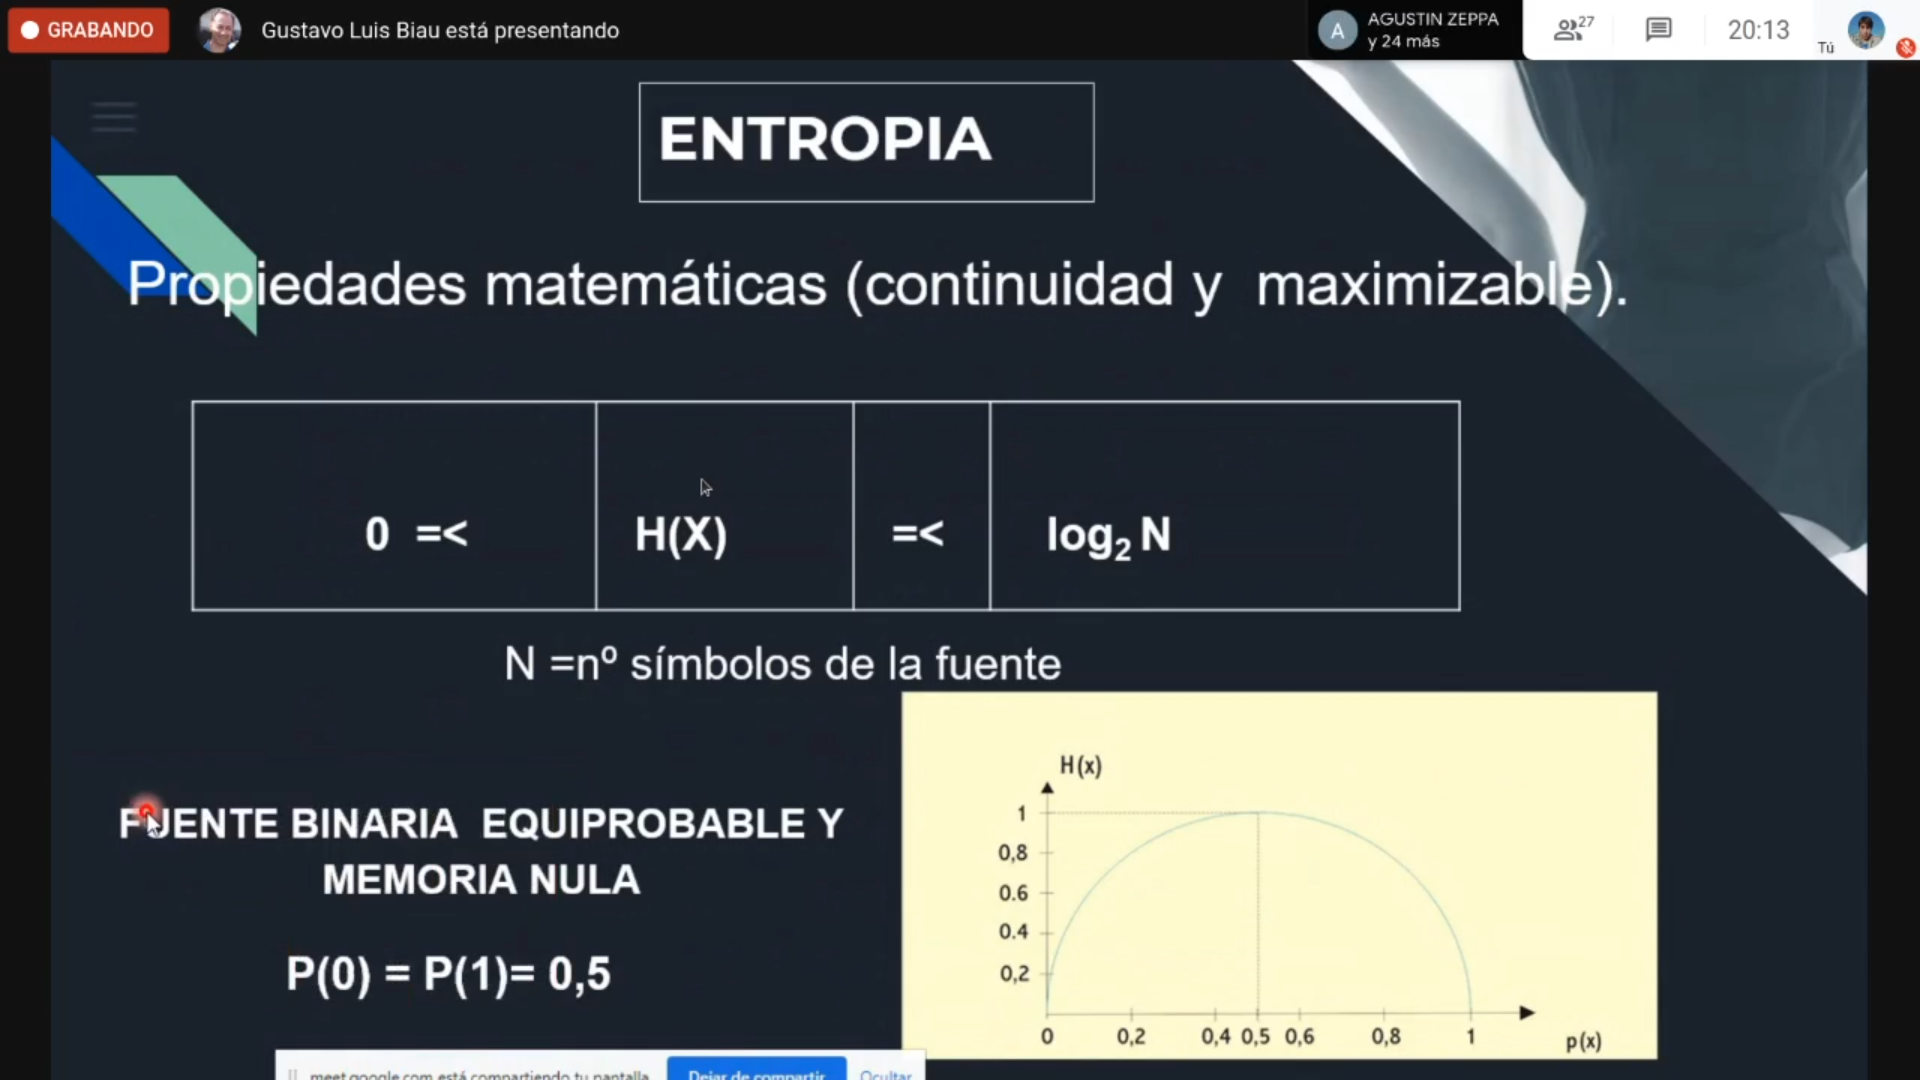 GRABANDO
Gustavo Luis Biau está presentando
A
AGUSTIN ZEPPA
y 24 más
27
20:13
Tú
ENTROPIA
Propiedades matemáticas (continuidad y maximizable).
0 =< H(X) =< log₂ N
N =nº símbolos de la fuente
FUENTE BINARIA EQUIPROBABLE Y
MEMORIA NULA
P(0) = P(1)= 0,5
H(x)
1
0,8
0.6
0.4
0,2
0 0,2 0,4 0,5 0,6 0,8 1
p(x)
meet.google.com está compartiendo tu pantalla. Dejar de compartir Ocultar